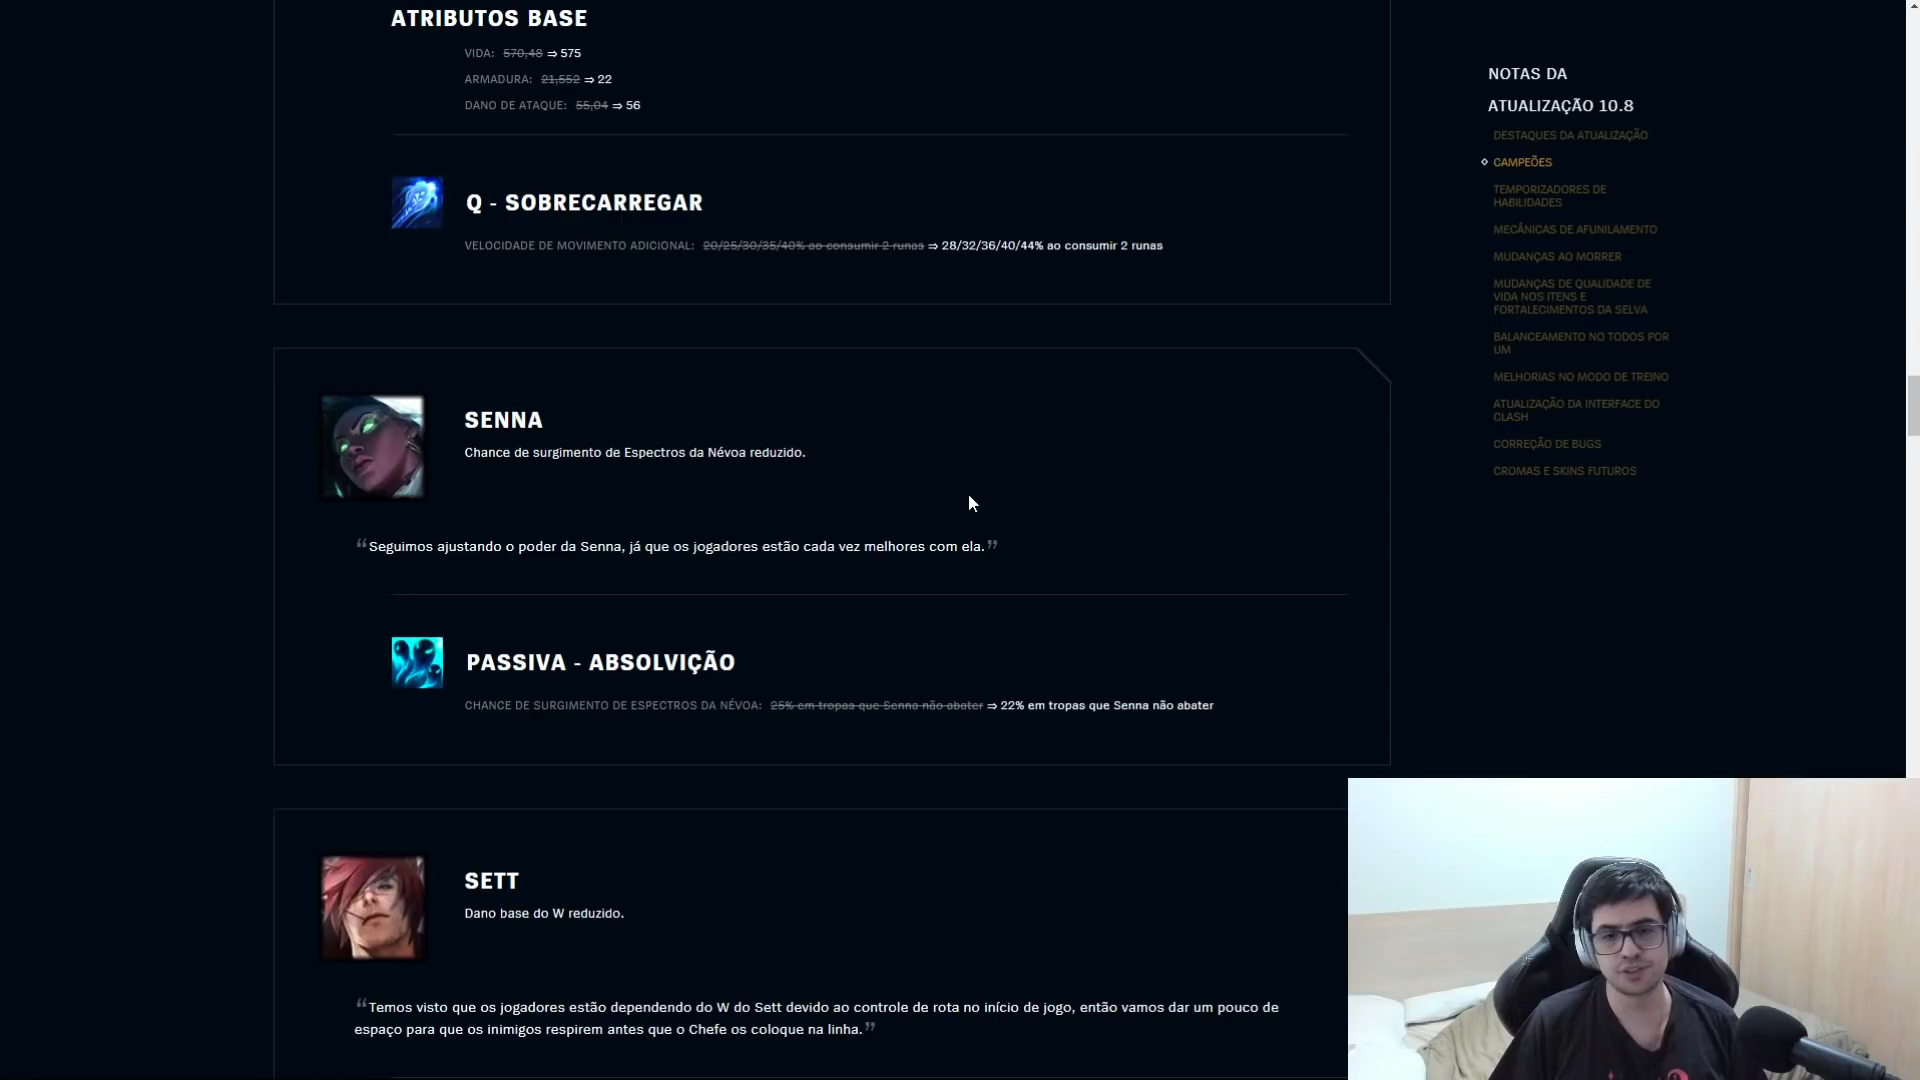 ATRIBUTOS BASE
VIDA: 570,48 ⇒ 575
ARMADURA: 21,552 ⇒ 22
DANO DE ATAQUE: 55,04 ⇒ 56
Q - SOBRECARREGAR
VELOCIDADE DE MOVIMENTO ADICIONAL: 20/25/30/35/40% ao consumir 2 runas ⇒ 28/32/36/40/44% ao consumir 2 runas
SENNA
Chance de surgimento de Espectros da Névoa reduzido.
“Seguimos ajustando o poder da Senna, já que os jogadores estão cada vez melhores com ela.”
PASSIVA - ABSOLVIÇÃO
CHANCE DE SURGIMENTO DE ESPECTROS DA NÉVOA: 25% em tropas que Senna não abater ⇒ 22% em tropas que Senna não abater
SETT
Dano base do W reduzido.
“Temos visto que os jogadores estão dependendo do W do Sett devido ao controle de rota no início de jogo, então vamos dar um pouco de
espaço para que os inimigos respirem antes que o Chefe os coloque na linha.”
NOTAS DA
ATUALIZAÇÃO 10.8
DESTAQUES DA ATUALIZAÇÃO
CAMPEÕES
TEMPORIZADORES DE
HABILIDADES
MECÂNICAS DE AFUNILAMENTO
MUDANÇAS AO MORRER
MUDANÇAS DE QUALIDADE DE
VIDA NOS ITENS E
FORTALECIMENTOS DA SELVA
BALANCEAMENTO NO TODOS POR
UM
MELHORIAS NO MODO DE TREINO
ATUALIZAÇÃO DA INTERFACE DO
CLASH
CORREÇÃO DE BUGS
CROMAS E SKINS FUTUROS